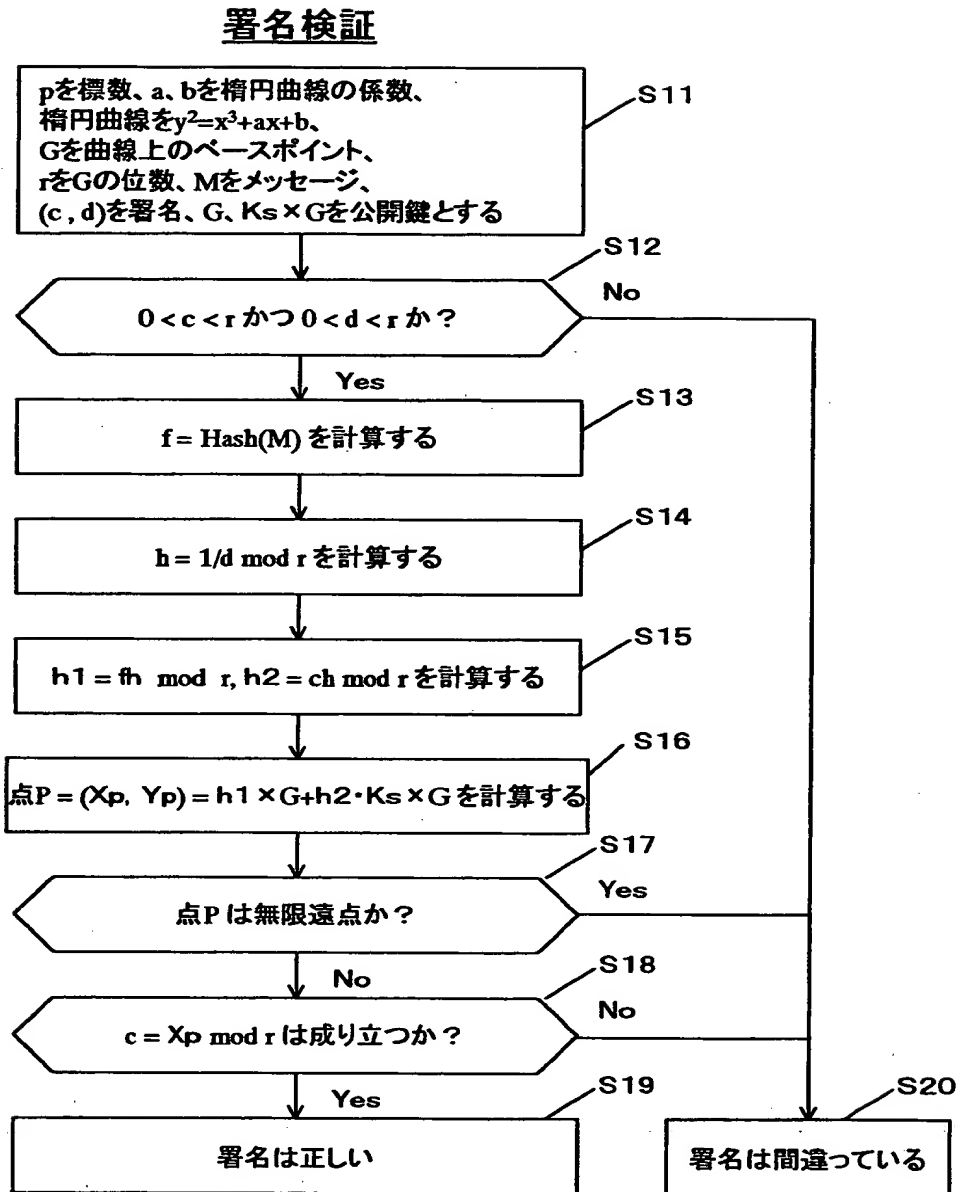 署名検証
pを標数、a、bを楕円曲線の係数、
楕円曲線をy²=x³+ax+b、
Gを曲線上のベースポイント、
rをGの位数、Mをメッセージ、
(c , d)を署名、G、Ks×Gを公開鍵とする
S11
S12
0 < c < r かつ 0 < d < r か？
No
Yes
S13
f = Hash(M) を計算する
S14
h = 1/d mod r を計算する
S15
h1 = fh mod r, h2 = ch mod r を計算する
S16
点P = (Xp, Yp) = h1×G+h2・Ks×G を計算する
S17
点P は無限遠点か？
Yes
No
S18
c = Xp mod r は成り立つか？
No
Yes
S19
署名は正しい
S20
署名は間違っている